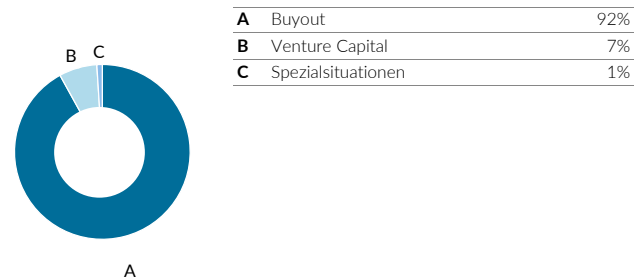 A Buyout 92%
B Venture Capital 7%
C Spezialsituationen 1%
B C
A